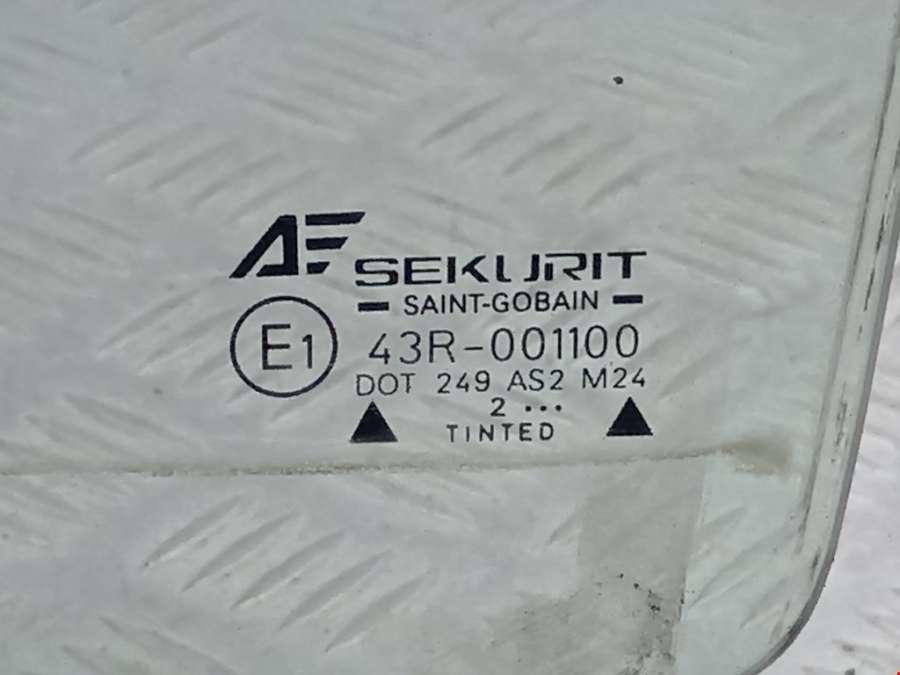 AF SEKURIT
SAINT-GOBAIN
E1 43R-001100
DOT 249 AS2 M24
2 ...
TINTED